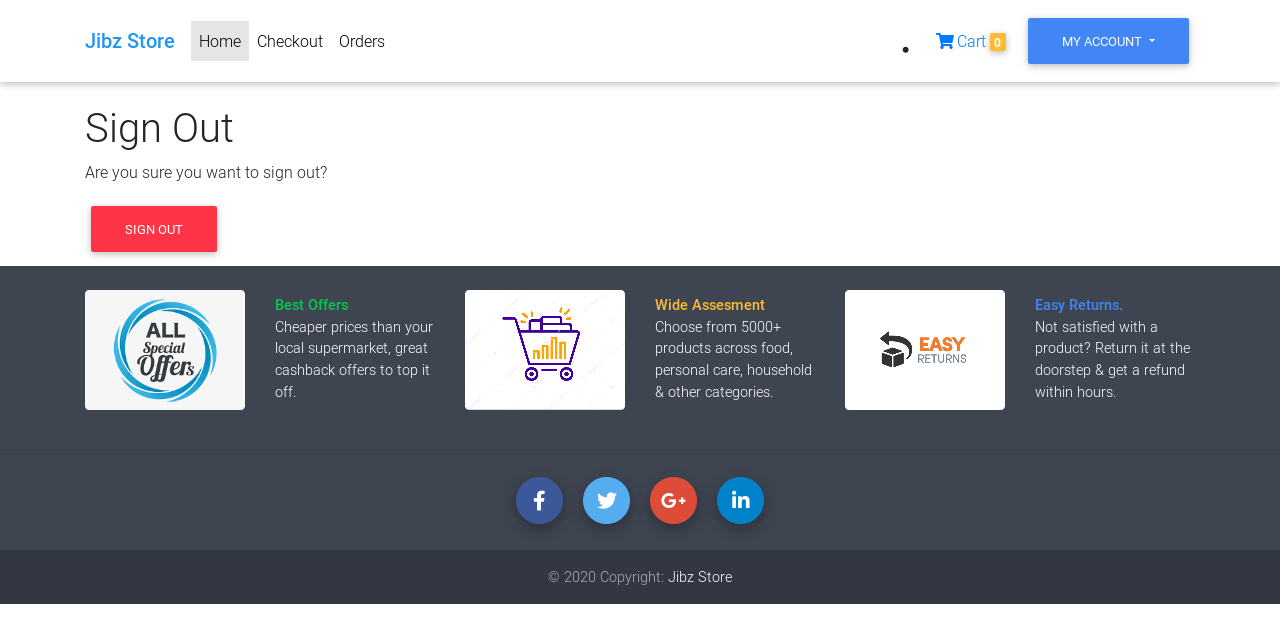 Jibz Store Home Checkout Orders Cart 0 MY ACCOUNT
Sign Out
Are you sure you want to sign out?
SIGN OUT
ALL
Special
Offers
Best Offers
Cheaper prices than your
local supermarket, great
cashback offers to top it
off.
Wide Assesment
Choose from 5000+
products across food,
personal care, household
& other categories.
EASY
RETURNS
Easy Returns.
Not satisfied with a
product? Return it at the
doorstep & get a refund
within hours.
© 2020 Copyright: Jibz Store